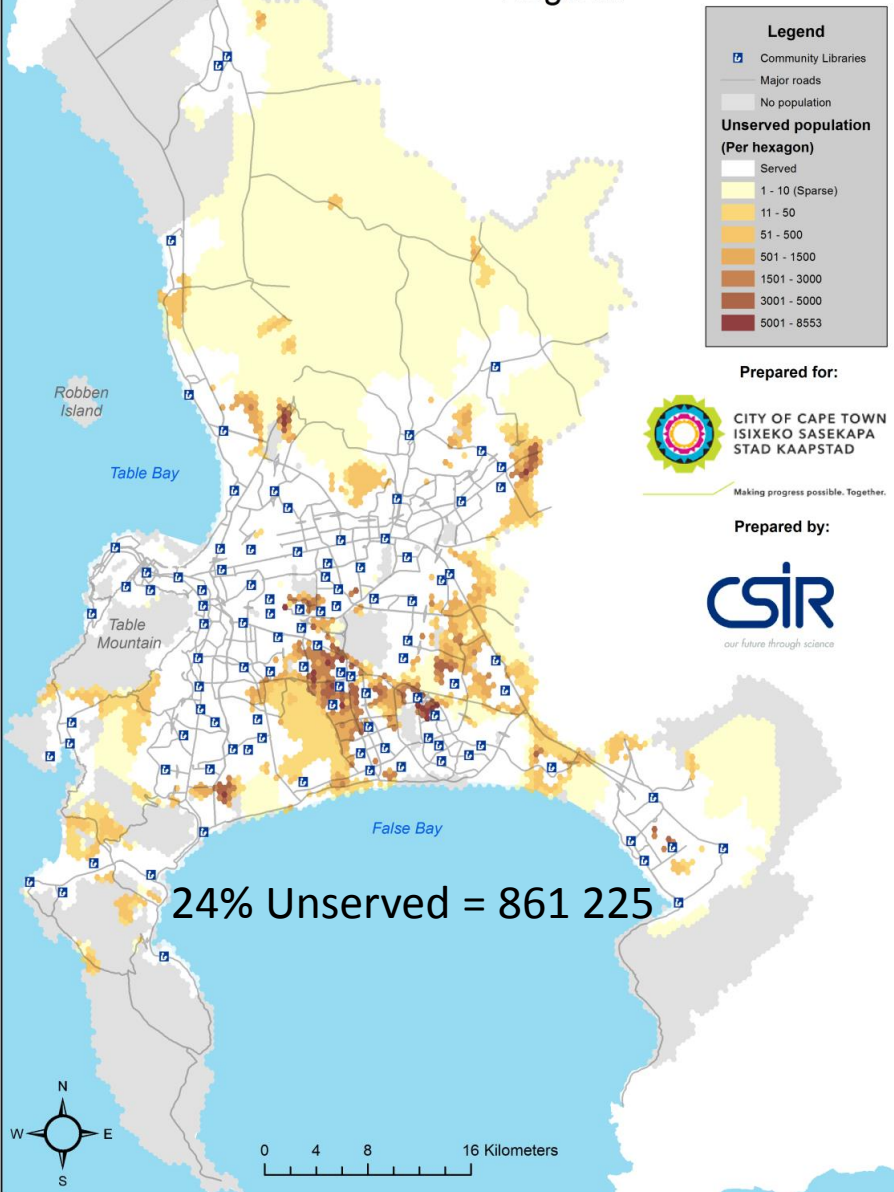 Legend
Community Libraries
Major roads
No population
Unserved population
(Per hexagon)
Served
1 - 10 (Sparse)
11 - 50
51 - 500
501 - 1500
1501 - 3000
3001 - 5000
5001 - 8553
Prepared for:
CITY OF CAPE TOWN
ISIXEKO SASEKAPA
STAD KAAPSTAD
Making progress possible. Together.
Prepared by:
CSIR
our future through science
Robben
Island
Table Bay
Table
Mountain
False Bay
24% Unserved = 861 225
N
W E
S
0 4 8 16 Kilometers